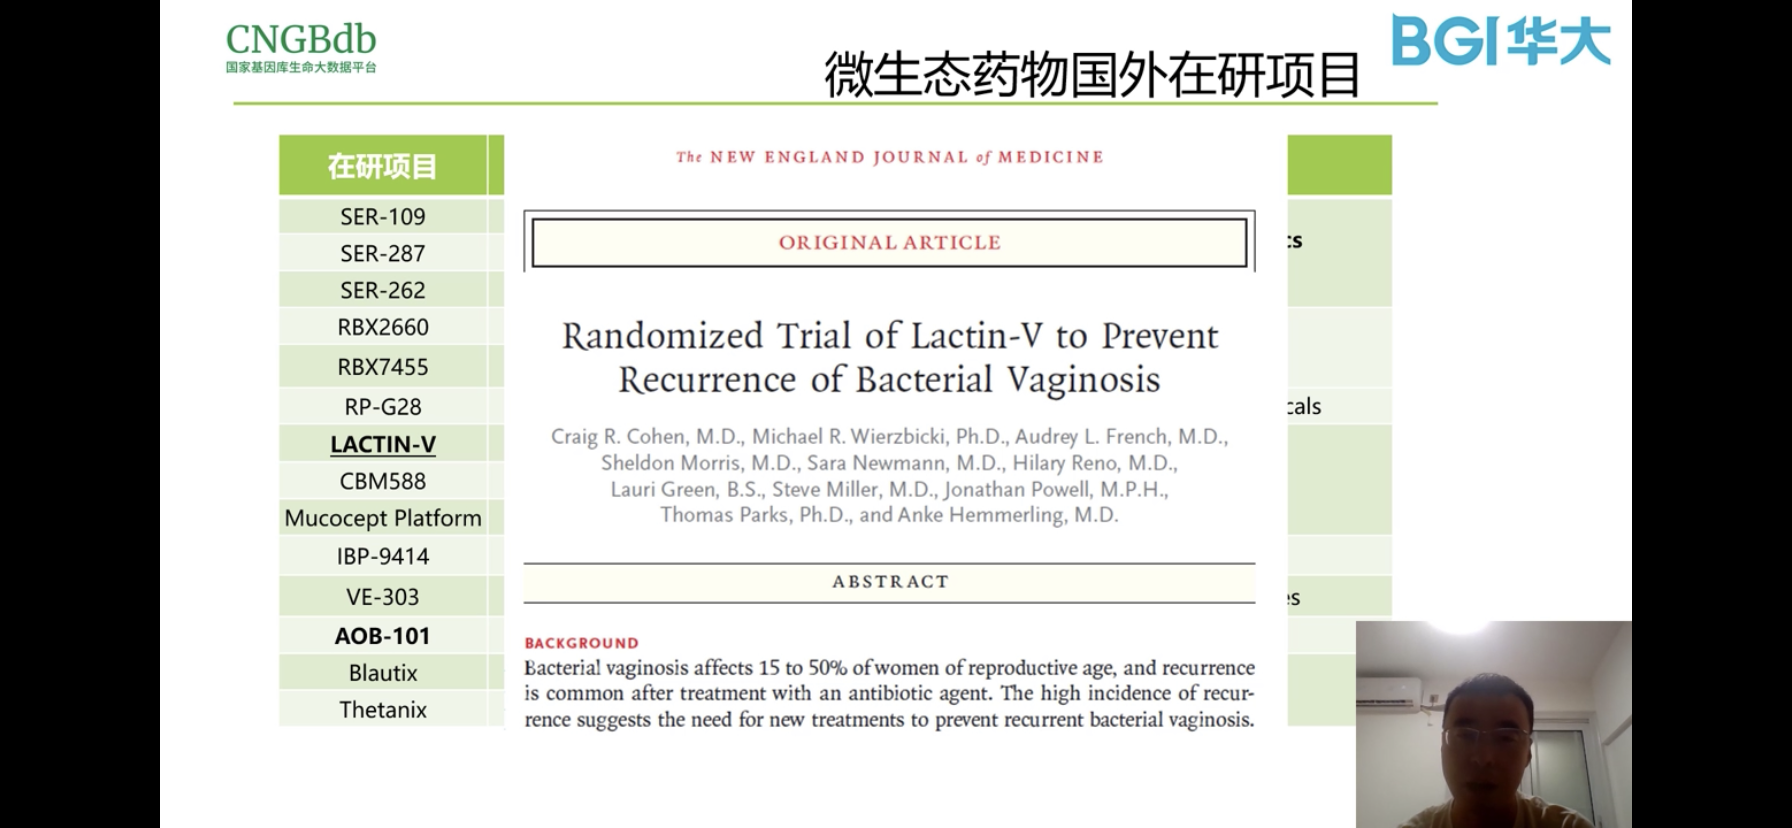 CNGBdb
国家基因库生命大数据平台
BGI华大
微生态药物国外在研项目
在研项目
SER-109
SER-287
SER-262
RBX2660
RBX7455
RP-G28
LACTIN-V
CBM588
Mucocept Platform
IBP-9414
VE-303
AOB-101
Blautix
Thetanix
The NEW ENGLAND JOURNAL of MEDICINE
ORIGINAL ARTICLE
Randomized Trial of Lactin-V to Prevent
Recurrence of Bacterial Vaginosis
Craig R. Cohen, M.D., Michael R. Wierzbicki, Ph.D., Audrey L. French, M.D.,
Sheldon Morris, M.D., Sara Newmann, M.D., Hilary Reno, M.D.,
Lauri Green, B.S., Steve Miller, M.D., Jonathan Powell, M.P.H.,
Thomas Parks, Ph.D., and Anke Hemmerling, M.D.
ABSTRACT
BACKGROUND
Bacterial vaginosis affects 15 to 50% of women of reproductive age, and recurrence
is common after treatment with an antibiotic agent. The high incidence of recur-
rence suggests the need for new treatments to prevent recurrent bacterial vaginosis.
cs
cals
es